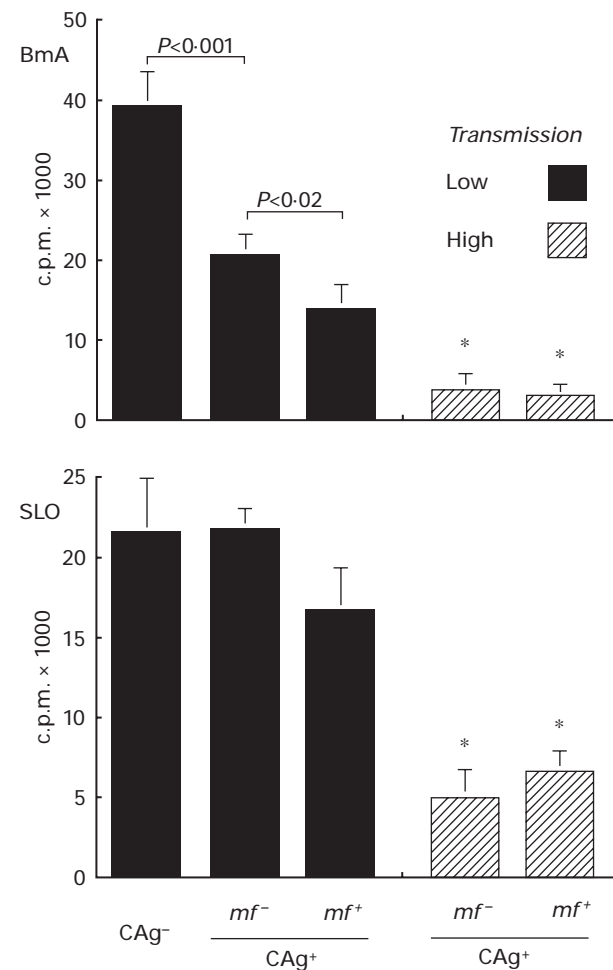 50
BmA
P<0·001
40
Transmission
30
Low
P<0·02
c.p.m. × 1000
20
High
10
*
*
0
25
SLO
20
c.p.m. × 1000
15
10
*
*
5
0
CAg⁻
mf⁻
mf⁺
mf⁻
mf⁺
CAg⁺
CAg⁺